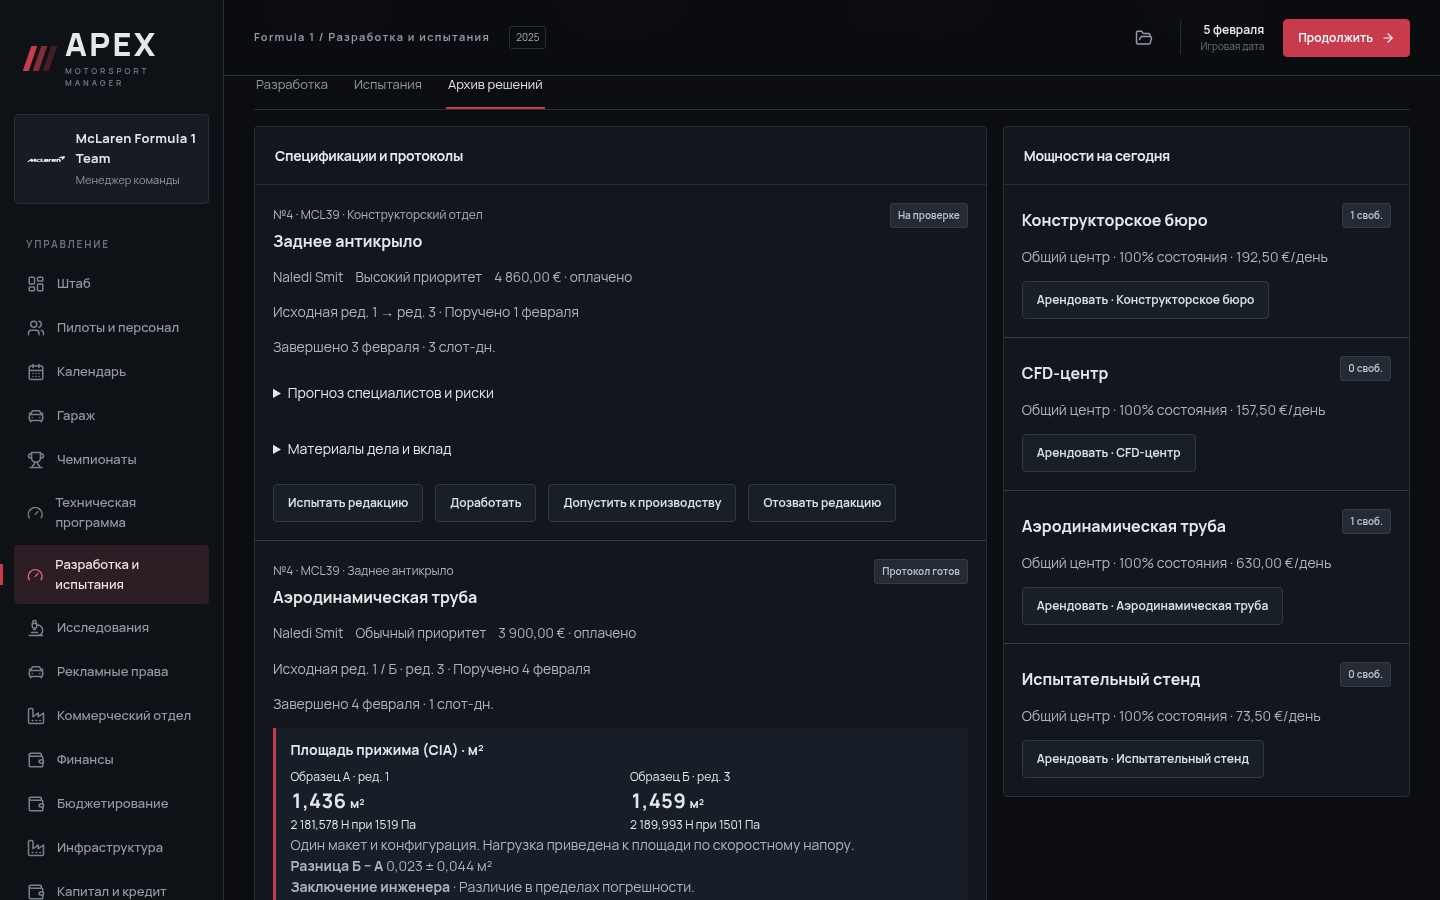 APEX
MOTORSPORT
MANAGER
McLaren
McLaren Formula 1
Team
Менеджер команды
УПРАВЛЕНИЕ
Штаб
Пилоты и персонал
Календарь
Гараж
Чемпионаты
Техническая
программа
Разработка и
испытания
Исследования
Рекламные права
Коммерческий отдел
Финансы
Бюджетирование
Инфраструктура
Капитал и кредит
Formula 1 / Разработка и испытания
2025
5 февраля
Игровая дата
Продолжить →
Разработка
Испытания
Архив решений
Спецификации и протоколы
№4 · MCL39 · Конструкторский отдел
На проверке
Заднее антикрыло
Naledi Smit Высокий приоритет 4 860,00 € · оплачено
Исходная ред. 1 → ред. 3 · Поручено 1 февраля
Завершено 3 февраля · 3 слот-дн.
▶ Прогноз специалистов и риски
▶ Материалы дела и вклад
Испытать редакцию
Доработать
Допустить к производству
Отозвать редакцию
№4 · MCL39 · Заднее антикрыло
Протокол готов
Аэродинамическая труба
Naledi Smit Обычный приоритет 3 900,00 € · оплачено
Исходная ред. 1 / Б · ред. 3 · Поручено 4 февраля
Завершено 4 февраля · 1 слот-дн.
Площадь прижима (ClA) · м²
Образец А · ред. 1
Образец Б · ред. 3
1,436 м²
1,459 м²
2 181,578 Н при 1519 Па
2 189,993 Н при 1501 Па
Один макет и конфигурация. Нагрузка приведена к площади по скоростному напору.
Разница Б − А 0,023 ± 0,044 м²
Заключение инженера · Различие в пределах погрешности.
Мощности на сегодня
Конструкторское бюро
1 своб.
Общий центр · 100% состояния · 192,50 €/день
Арендовать · Конструкторское бюро
CFD-центр
0 своб.
Общий центр · 100% состояния · 157,50 €/день
Арендовать · CFD-центр
Аэродинамическая труба
1 своб.
Общий центр · 100% состояния · 630,00 €/день
Арендовать · Аэродинамическая труба
Испытательный стенд
0 своб.
Общий центр · 100% состояния · 73,50 €/день
Арендовать · Испытательный стенд